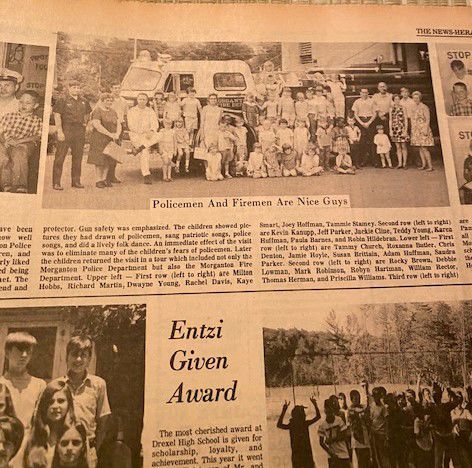 THE NEWS-HERA
STOP
STOP
MORGANTON
FIRE
Policemen And Firemen Are Nice Guys
ave been
ow well
on Police
en, and
rly liked
d being
et. The
end and
protector. Gun safety was emphasized. The children showed pic-
tures they had drawn of policemen, sang patriotic songs, police
songs, and did a lively folk dance. An immediate effect of the visit
was to eliminate many of the children's fears of policemen. Later
the children returned the visit in a tour which included not only the
Morganton Police Department but also the Morganton Fire
Department. Upper left — First row (left to right) are Milton
Hobbs, Richard Martin, Dwayne Young, Rachel Davis, Kaye
Smart, Joey Hoffman, Tammie Stamey. Second row (left to right)
are Kevin Kanupp, Jeff Parker, Jackie Clise, Teddy Young, Karen
Huffman, Paula Barnes, and Robin Hildebran. Lower left — First
row (left to right) are Tammy Church, Roxanna Butler, Chris
Denton, Jamie Hoyle, Susan Brittain, Adam Huffman, Sandra
Parker. Second row (left to right) are Rocky Brown, Debbie
Lowman, Mark Robinson, Robyn Hartman, William Rector,
Thomas Herman, and Priscilla Williams. Third row (left to right)
Entzi
Given
Award
The most cherished award at
Drexel High School is given for
scholarship, loyalty, and
achievement. This year it went